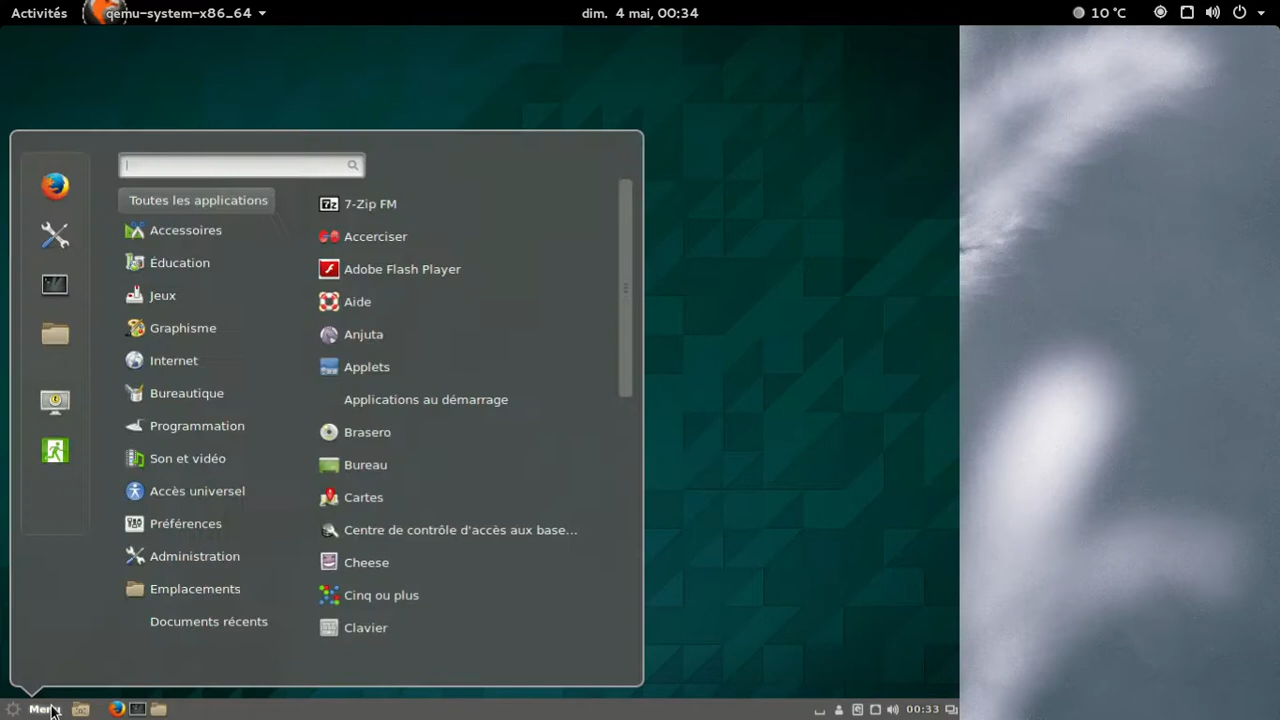 Activités
qemu-system-x86_64
dim. 4 mai, 00:34
10 °C
Toutes les applications
Accessoires
Éducation
Jeux
Graphisme
Internet
Bureautique
Programmation
Son et vidéo
Accès universel
Préférences
Administration
Emplacements
Documents récents
7-Zip FM
Accerciser
Adobe Flash Player
Aide
Anjuta
Applets
Applications au démarrage
Brasero
Bureau
Cartes
Centre de contrôle d'accès aux base...
Cheese
Cinq ou plus
Clavier
Menu
00:33